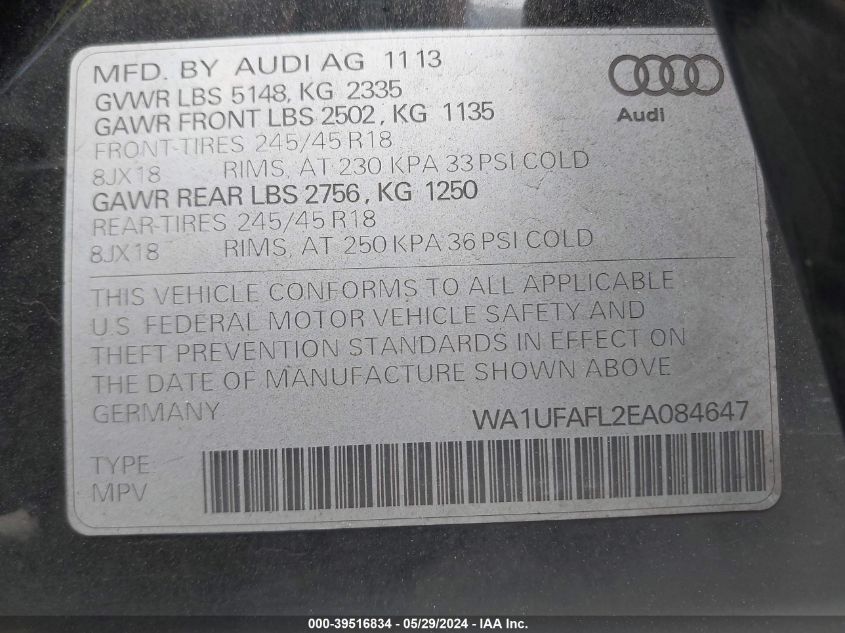 MFD. BY AUDI AG 11 13
GVWR LBS 5148, KG 2335
GAWR FRONT LBS 2502, KG 1135
FRONT-TIRES 245/45 R18
8JX18 RIMS, AT 230 KPA 33 PSI COLD
GAWR REAR LBS 2756, KG 1250
REAR-TIRES 245/45 R18
8JX18 RIMS, AT 250 KPA 36 PSI COLD
Audi
THIS VEHICLE CONFORMS TO ALL APPLICABLE
U.S. FEDERAL MOTOR VEHICLE SAFETY AND
THEFT PREVENTION STANDARDS IN EFFECT ON
THE DATE OF MANUFACTURE SHOWN ABOVE
GERMANY WA1UFAFL2EA084647
TYPE:
MPV
000-39516834 - 05/29/2024 - IAA Inc.